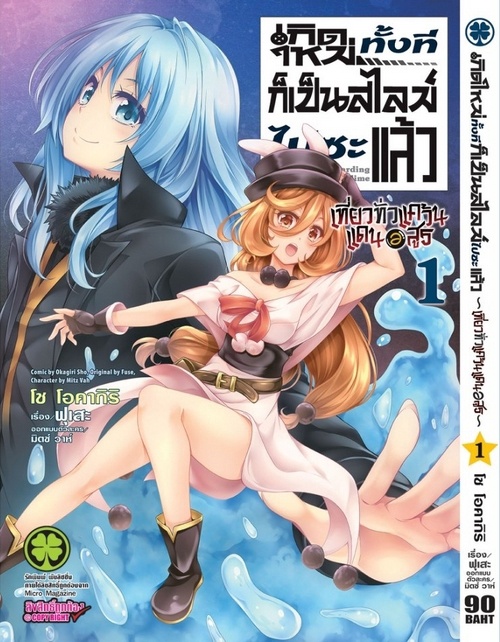 เกิดใหม่ ทั้งที
ก็เป็นสไลม์
ไปซะ แล้ว
เที่ยวทั่วแคว้น
แดน อสูร
1
Comic by Okagiri Sho, Original by Fuse,
Character by Mitz Vah
โช โอคากิริ
เรื่อง/ ฟุเสะ
ออกแบบตัวละคร/
มิตซ์ วาห์
Micro Magazine
ลิขสิทธิ์ถูกต้อง
COPYRIGHT
เกิดใหม่ทั้งทีก็เป็นสไลม์ไปซะแล้ว
~เที่ยวทั่วแคว้นแดนอสูร~
1
โช โอคากิริ
เรื่อง/
ฟุเสะ
ออกแบบ
ตัวละคร/
มิตซ์ วาห์
90
BAHT